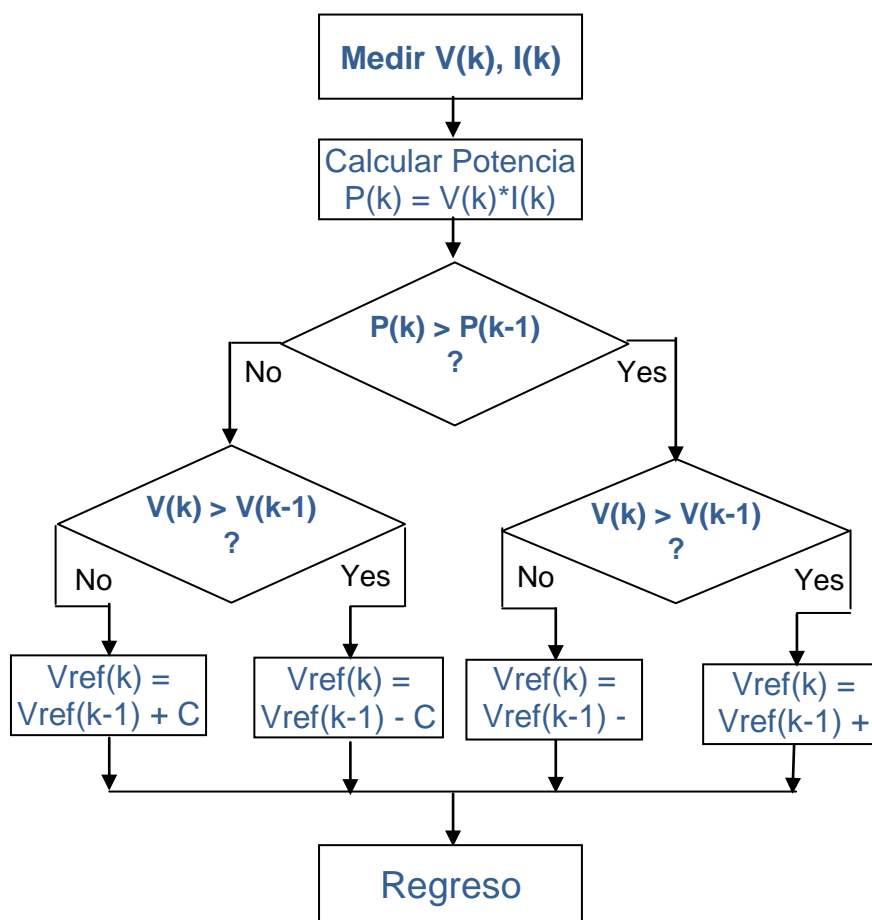 Medir V(k), I(k)
Calcular Potencia
P(k) = V(k)*I(k)
P(k) > P(k-1)
?
No
Yes
V(k) > V(k-1)
?
V(k) > V(k-1)
?
No
Yes
No
Yes
Vref(k) =
Vref(k-1) + C
Vref(k) =
Vref(k-1) - C
Vref(k) =
Vref(k-1) -
Vref(k) =
Vref(k-1) +
Regreso